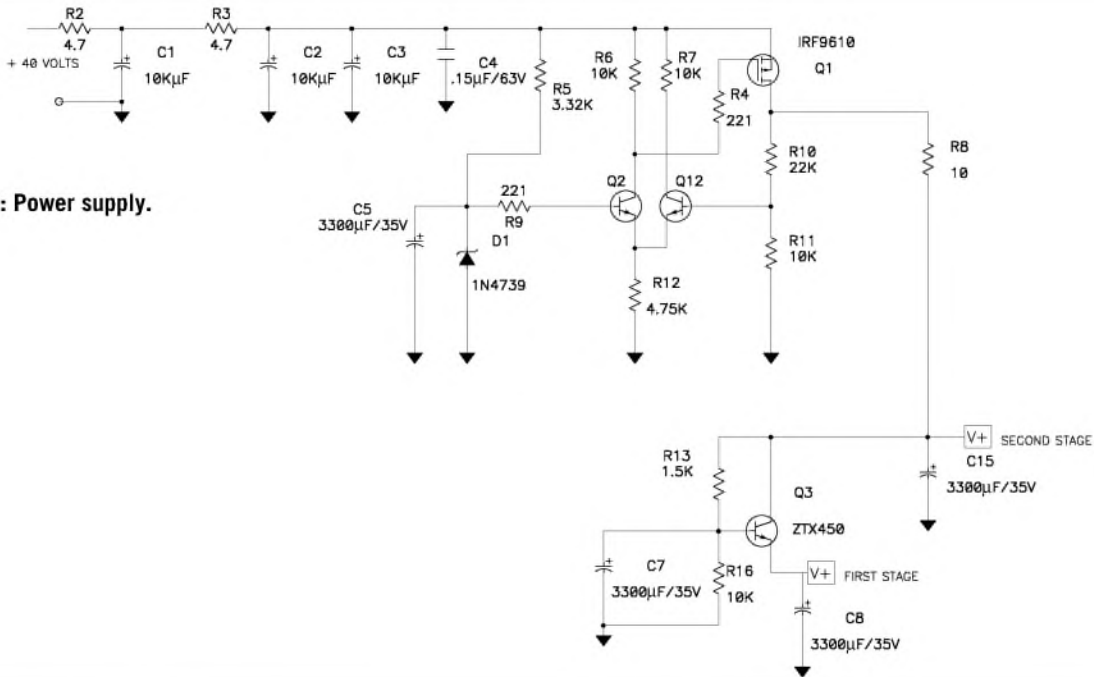 R2
4.7
+ 40 VOLTS
C1
10KµF
R3
4.7
C2
10KµF
C3
10KµF
C4
.15µF/63V
R5
3.32K
R6
10K
R7
10K
IRF9610
Q1
R4
221
R10
22K
R8
10
: Power supply.
C5
3300µF/35V
221
R9
D1
1N4739
Q2
Q12
R11
10K
R12
4.75K
V+ SECOND STAGE
C15
3300µF/35V
R13
1.5K
Q3
ZTX450
C7
3300µF/35V
R16
10K
V+ FIRST STAGE
C8
3300µF/35V